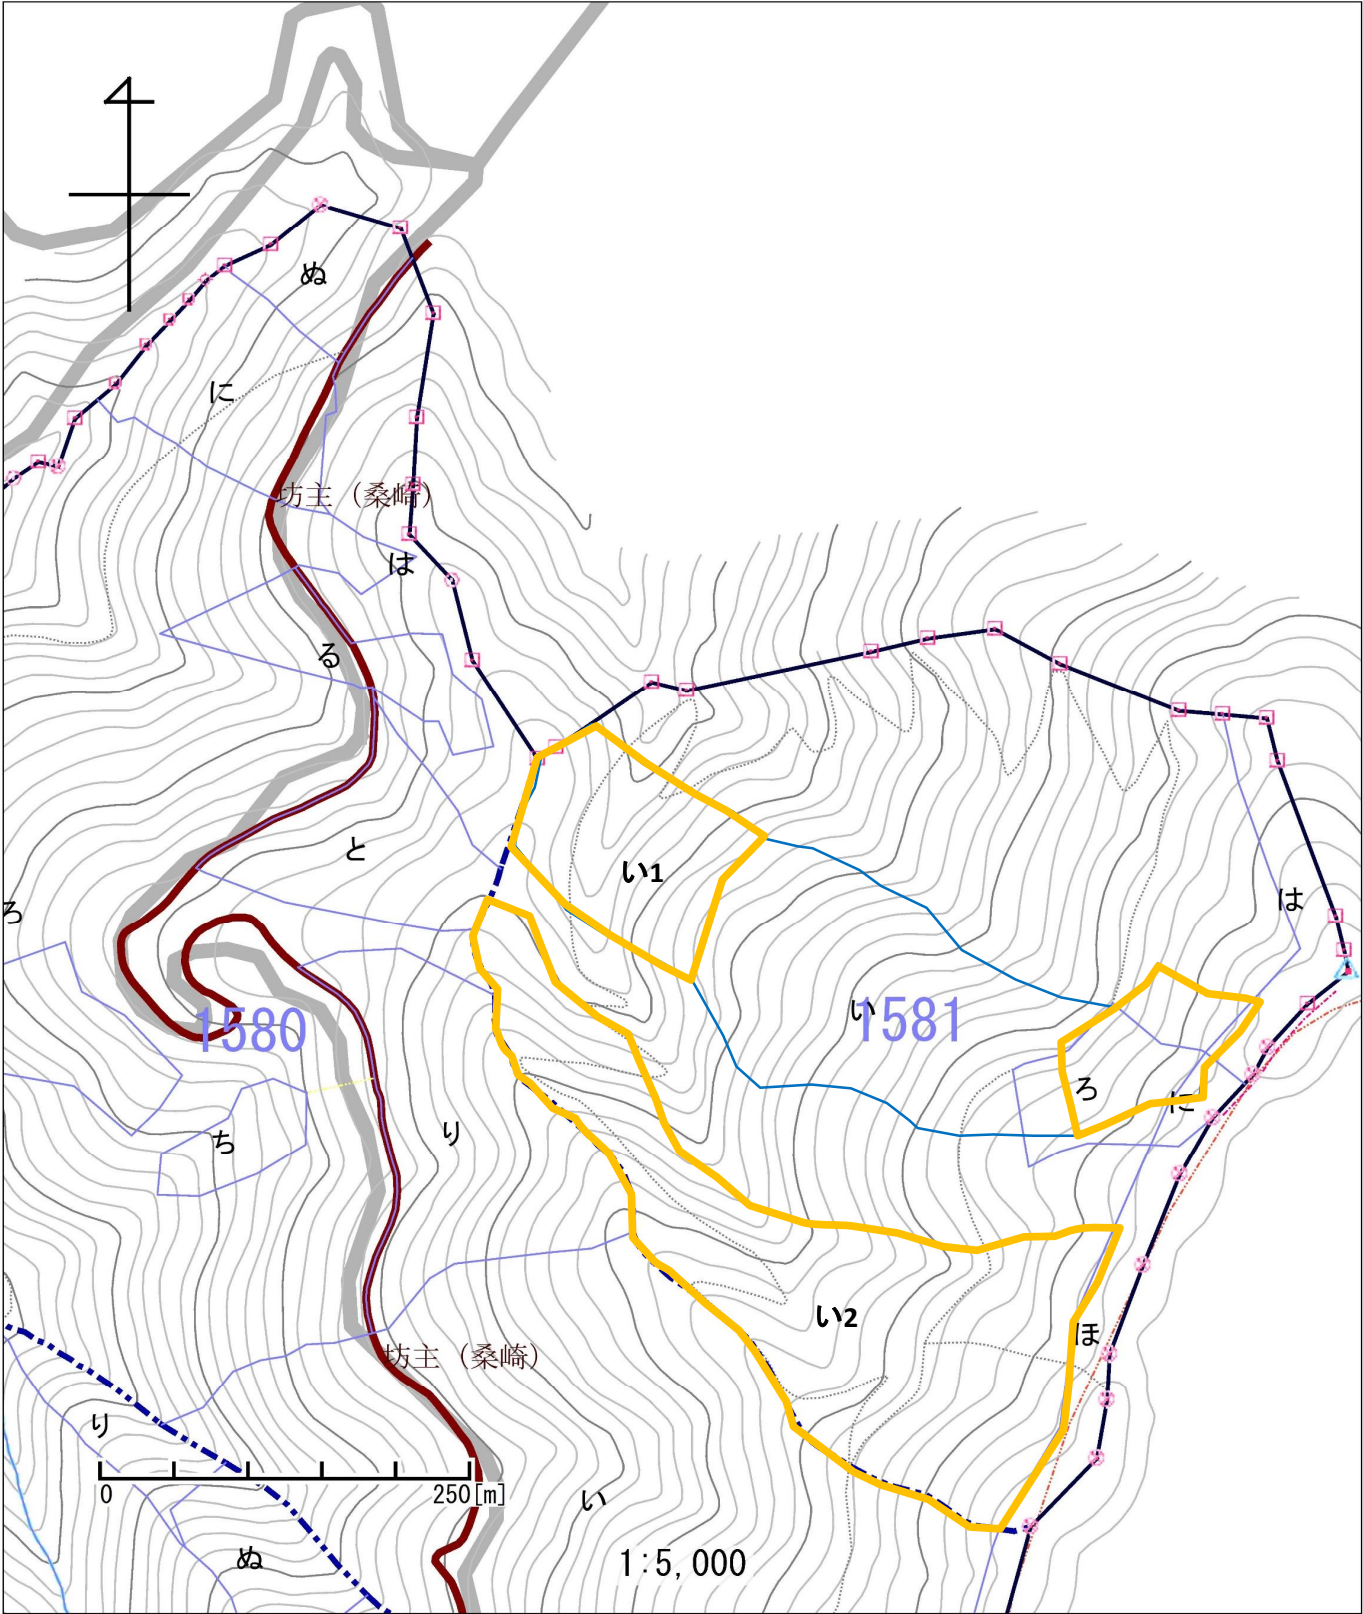 ぬ
に
坊主（桑崎）
は
る
と
い1
は
ろ
い
1581
1580
ろ
に
り
ち
い2
ほ
坊主（桑崎）
り
0 250[m]
い
ぬ
1:5,000